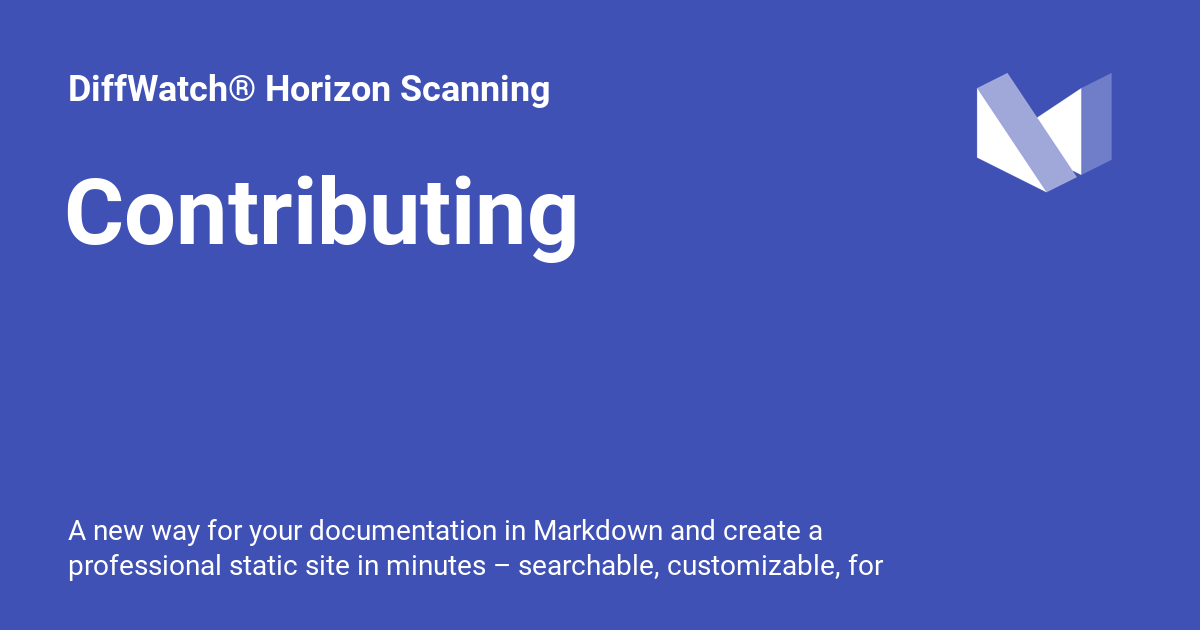 DiffWatch® Horizon Scanning
Contributing
A new way for your documentation in Markdown and create a
professional static site in minutes – searchable, customizable, for